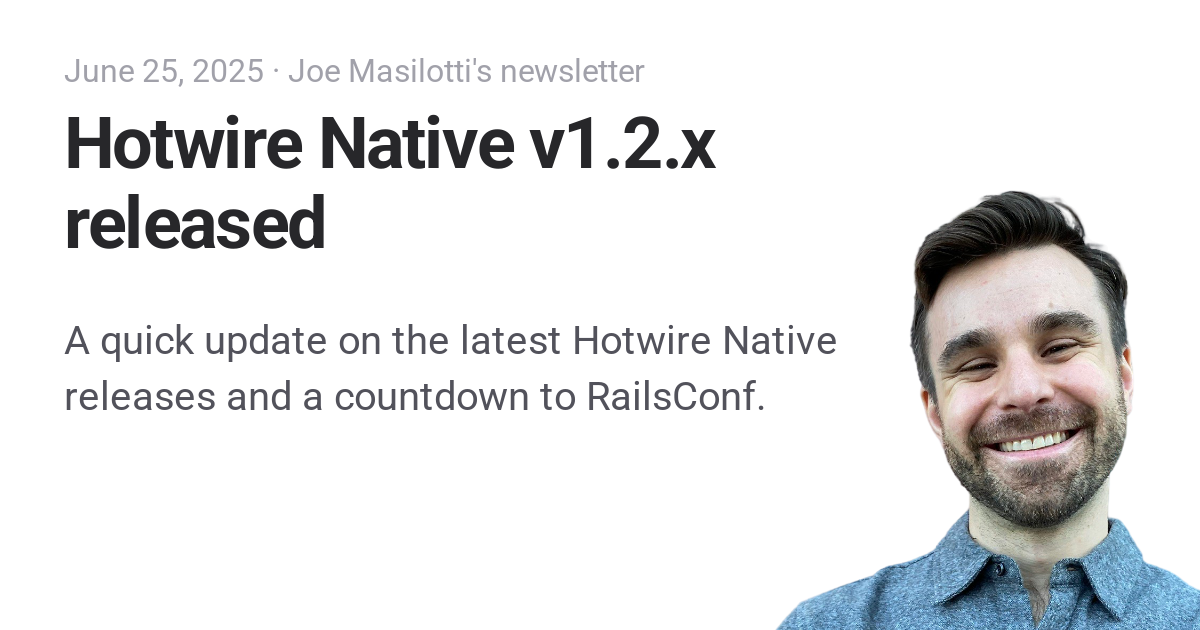 June 25, 2025 · Joe Masilotti's newsletter
Hotwire Native v1.2.x
released
A quick update on the latest Hotwire Native
releases and a countdown to RailsConf.